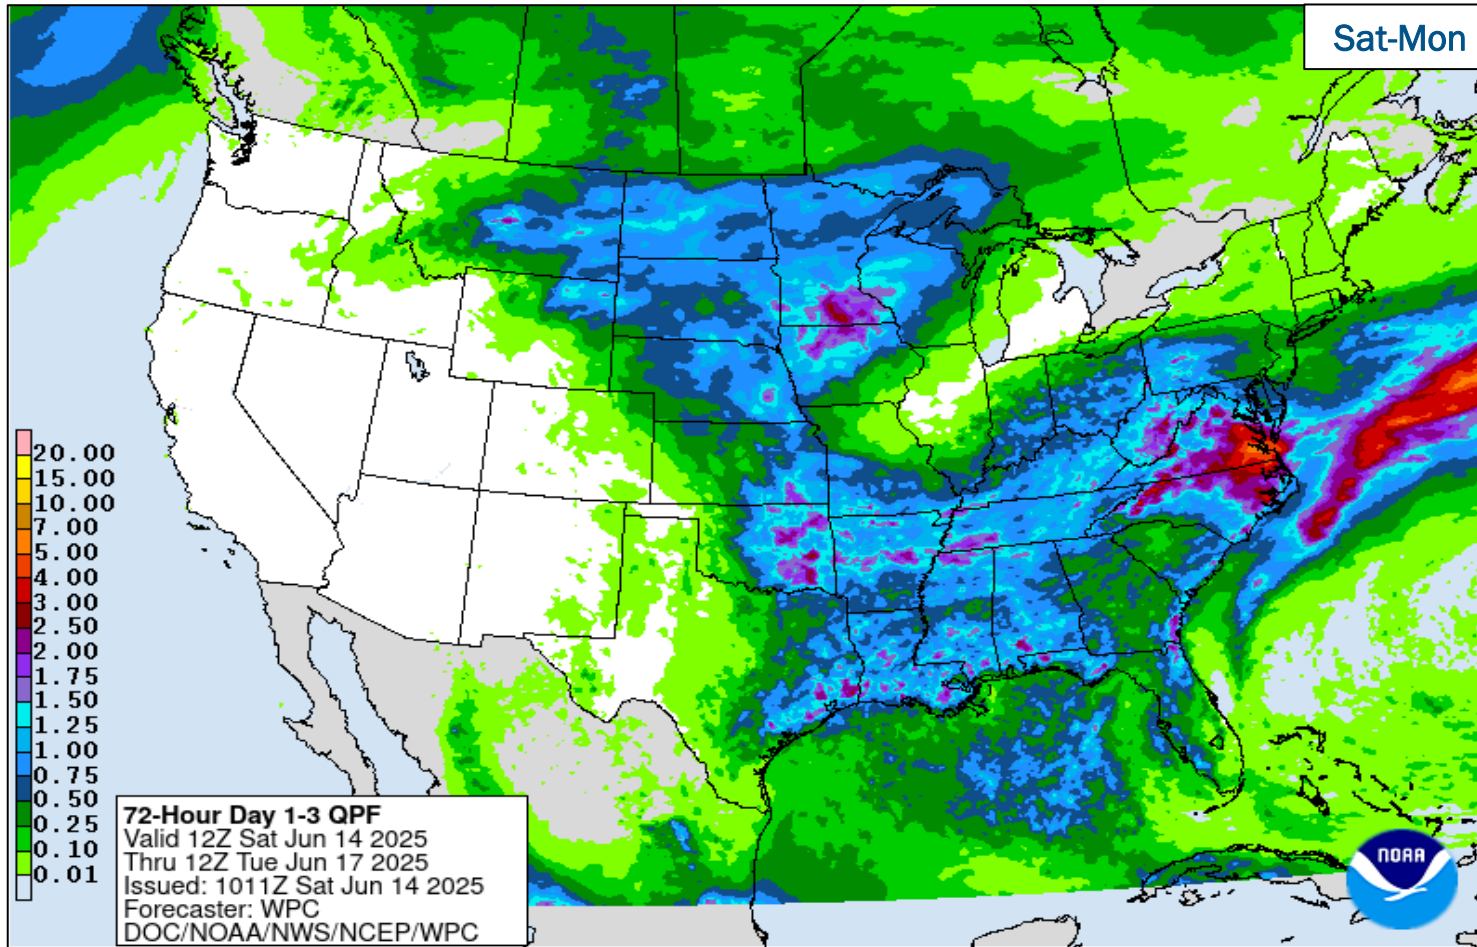 Sat-Mon
20.00
15.00
10.00
7.00
5.00
4.00
3.00
2.50
2.00
1.75
1.50
1.25
1.00
0.75
0.50
0.25
0.10
0.01
72-Hour Day 1-3 QPF
Valid 12Z Sat Jun 14 2025
Thru 12Z Tue Jun 17 2025
Issued: 1011Z Sat Jun 14 2025
Forecaster: WPC
DOC/NOAA/NWS/NCEP/WPC
NOAA